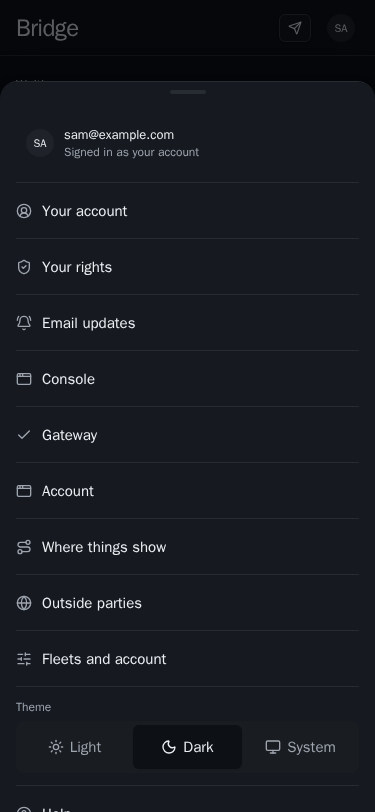 Bridge
SA
SA
sam@example.com
Signed in as your account
Your account
Your rights
Email updates
Console
Gateway
Account
Where things show
Outside parties
Fleets and account
Theme
Light
Dark
System
Help